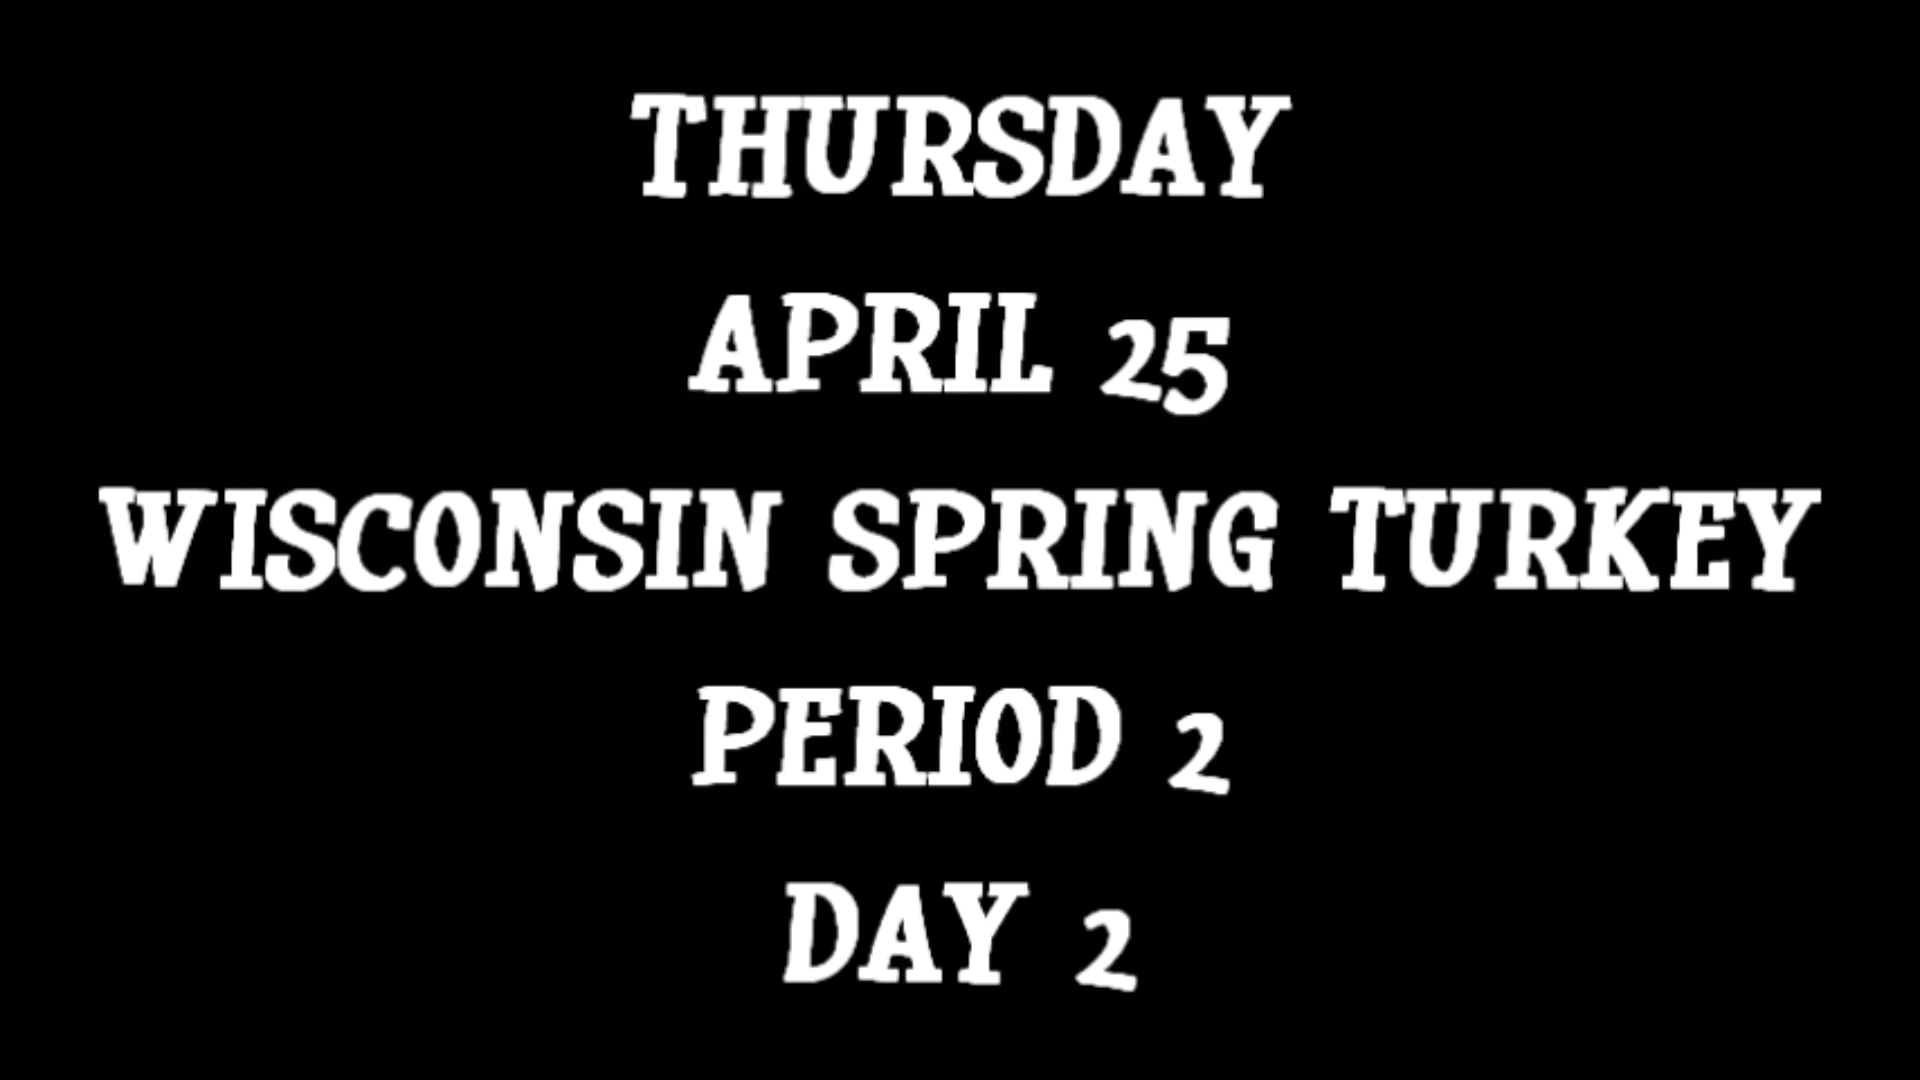 THURSDAY
APRIL 25
WISCONSIN SPRING TURKEY
PERIOD 2
DAY 2